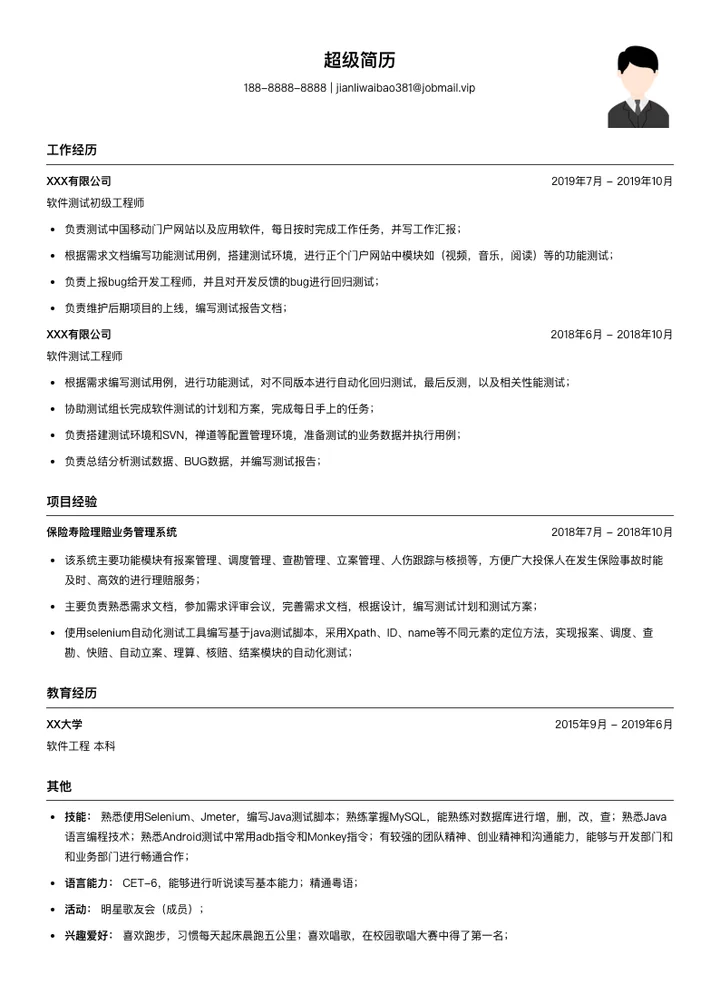 超级简历
188-8888-8888 | jianliwaibao381@jobmail.vip
工作经历
XXX有限公司 2019年7月 – 2019年10月
软件测试初级工程师
• 负责测试中国移动门户网站以及应用软件，每日按时完成工作任务，并写工作汇报；
• 根据需求文档编写功能测试用例，搭建测试环境，进行正个门户网站中模块如（视频，音乐，阅读）等的功能测试；
• 负责上报bug给开发工程师，并且对开发反馈的bug进行回归测试；
• 负责维护后期项目的上线，编写测试报告文档；
XXX有限公司 2018年6月 – 2018年10月
软件测试工程师
• 根据需求编写测试用例，进行功能测试，对不同版本进行自动化回归测试，最后反测，以及相关性能测试；
• 协助测试组长完成软件测试的计划和方案，完成每日手上的任务；
• 负责搭建测试环境和SVN，禅道等配置管理环境，准备测试的业务数据并执行用例；
• 负责总结分析测试数据、BUG数据，并编写测试报告；
项目经验
保险寿险理赔业务管理系统 2018年7月 – 2018年10月
• 该系统主要功能模块有报案管理、调度管理、查勘管理、立案管理、人伤跟踪与核损等，方便广大投保人在发生保险事故时能
及时、高效的进行理赔服务；
• 主要负责熟悉需求文档，参加需求评审会议，完善需求文档，根据设计，编写测试计划和测试方案；
• 使用selenium自动化测试工具编写基于java测试脚本，采用Xpath、ID、name等不同元素的定位方法，实现报案、调度、查
勘、快赔、自动立案、理算、核赔、结案模块的自动化测试；
教育经历
XX大学 2015年9月 – 2019年6月
软件工程 本科
其他
• 技能： 熟悉使用Selenium、Jmeter，编写Java测试脚本；熟练掌握MySQL，能熟练对数据库进行增，删，改，查；熟悉Java
语言编程技术；熟悉Android测试中常用adb指令和Monkey指令；有较强的团队精神、创业精神和沟通能力，能够与开发部门和
和业务部门进行畅通合作；
• 语言能力： CET-6，能够进行听说读写基本能力；精通粤语；
• 活动： 明星歌友会（成员）；
• 兴趣爱好： 喜欢跑步，习惯每天起床晨跑五公里；喜欢唱歌，在校园歌唱大赛中得了第一名；